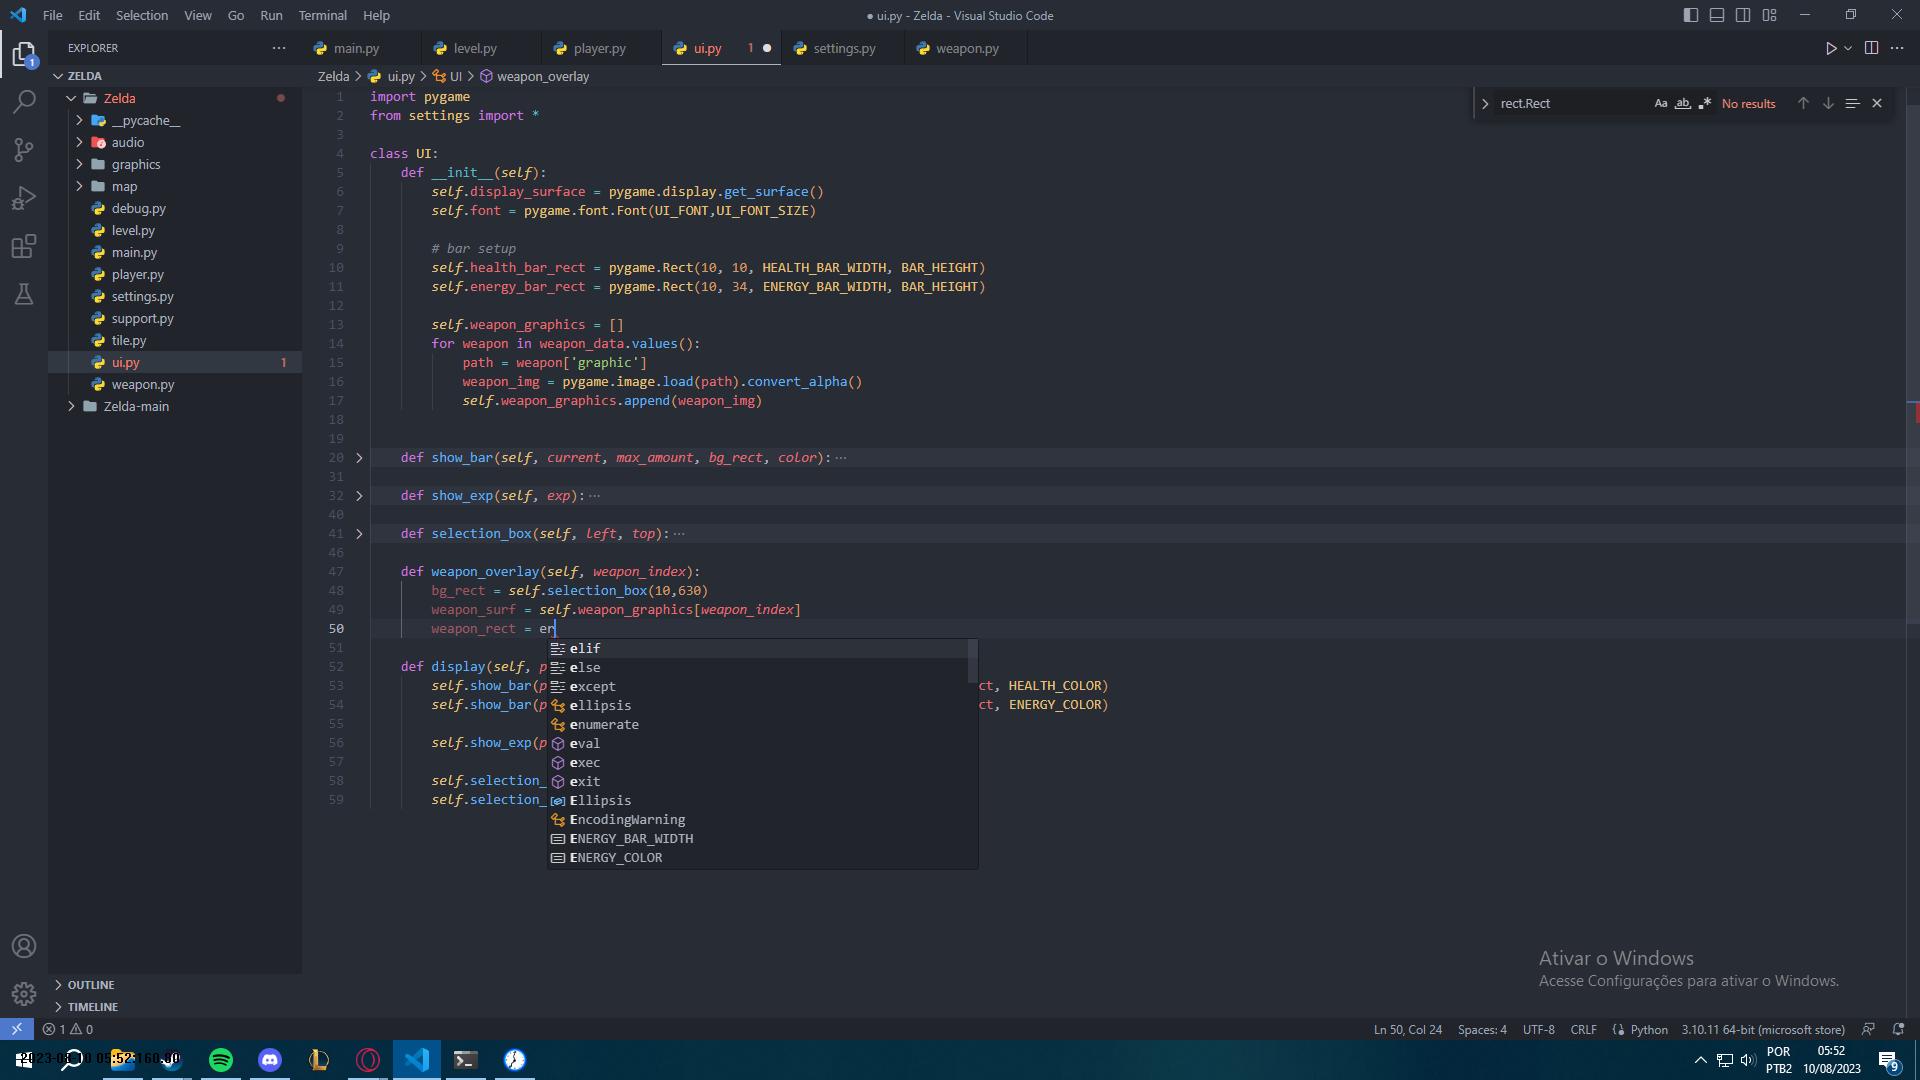 File Edit Selection View Go Run Terminal Help
● ui.py - Zelda - Visual Studio Code
EXPLORER
main.py
level.py
player.py
ui.py 1
settings.py
weapon.py
ZELDA
Zelda > ui.py > UI > weapon_overlay
Zelda
__pycache__
audio
graphics
map
debug.py
level.py
main.py
player.py
settings.py
support.py
tile.py
ui.py 1
weapon.py
Zelda-main
OUTLINE
TIMELINE
rect.Rect Aa ab .* No results
1 import pygame
2 from settings import *
3
4 class UI:
5 def __init__(self):
6 self.display_surface = pygame.display.get_surface()
7 self.font = pygame.font.Font(UI_FONT,UI_FONT_SIZE)
8
9 # bar setup
10 self.health_bar_rect = pygame.Rect(10, 10, HEALTH_BAR_WIDTH, BAR_HEIGHT)
11 self.energy_bar_rect = pygame.Rect(10, 34, ENERGY_BAR_WIDTH, BAR_HEIGHT)
12
13 self.weapon_graphics = []
14 for weapon in weapon_data.values():
15 path = weapon['graphic']
16 weapon_img = pygame.image.load(path).convert_alpha()
17 self.weapon_graphics.append(weapon_img)
18
19
20 def show_bar(self, current, max_amount, bg_rect, color):···
31
32 def show_exp(self, exp):···
40
41 def selection_box(self, left, top):···
46
47 def weapon_overlay(self, weapon_index):
48 bg_rect = self.selection_box(10,630)
49 weapon_surf = self.weapon_graphics[weapon_index]
50 weapon_rect = er
51
52 def display(self, p
53 self.show_bar(p ct, HEALTH_COLOR)
54 self.show_bar(p ct, ENERGY_COLOR)
55
56 self.show_exp(p
57
58 self.selection_
59 self.selection_
elif
else
except
ellipsis
enumerate
eval
exec
exit
Ellipsis
EncodingWarning
ENERGY_BAR_WIDTH
ENERGY_COLOR
Ativar o Windows
Acesse Configurações para ativar o Windows.
1 0
Ln 50, Col 24 Spaces: 4 UTF-8 CRLF Python 3.10.11 64-bit (microsoft store)
POR
PTB2
05:52
10/08/2023
9